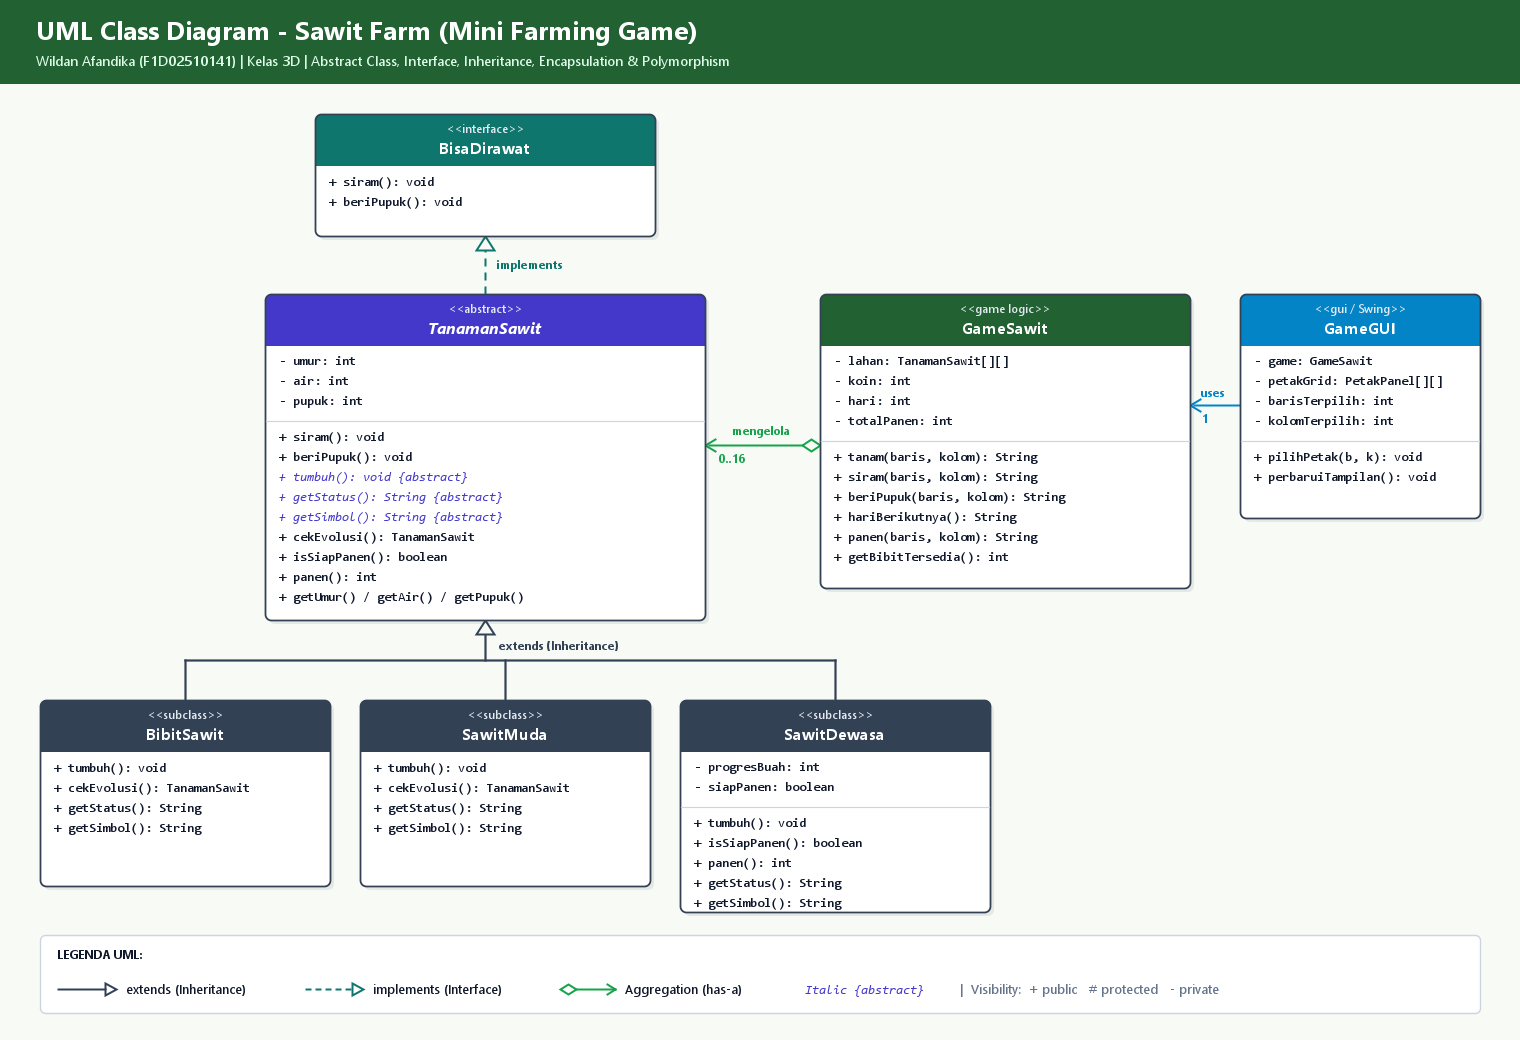 UML Class Diagram - Sawit Farm (Mini Farming Game)
Wildan Afandika (F1D02510141) | Kelas 3D | Abstract Class, Interface, Inheritance, Encapsulation & Polymorphism
<<interface>>
BisaDirawat
+ siram(): void
+ beriPupuk(): void
implements
<<abstract>>
TanamanSawit
- umur: int
- air: int
- pupuk: int
+ siram(): void
+ beriPupuk(): void
+ tumbuh(): void {abstract}
+ getStatus(): String {abstract}
+ getSimbol(): String {abstract}
+ cekEvolusi(): TanamanSawit
+ isSiapPanen(): boolean
+ panen(): int
+ getUmur() / getAir() / getPupuk()
mengelola
0..16
<<game logic>>
GameSawit
- lahan: TanamanSawit[][]
- koin: int
- hari: int
- totalPanen: int
+ tanam(baris, kolom): String
+ siram(baris, kolom): String
+ beriPupuk(baris, kolom): String
+ hariBerikutnya(): String
+ panen(baris, kolom): String
+ getBibitTersedia(): int
uses
1
<<gui / Swing>>
GameGUI
- game: GameSawit
- petakGrid: PetakPanel[][]
- barisTerpilih: int
- kolomTerpilih: int
+ pilihPetak(b, k): void
+ perbaruiTampilan(): void
extends (Inheritance)
<<subclass>>
BibitSawit
+ tumbuh(): void
+ cekEvolusi(): TanamanSawit
+ getStatus(): String
+ getSimbol(): String
<<subclass>>
SawitMuda
+ tumbuh(): void
+ cekEvolusi(): TanamanSawit
+ getStatus(): String
+ getSimbol(): String
<<subclass>>
SawitDewasa
- progresBuah: int
- siapPanen: boolean
+ tumbuh(): void
+ isSiapPanen(): boolean
+ panen(): int
+ getStatus(): String
+ getSimbol(): String
LEGENDA UML:
extends (Inheritance)
implements (Interface)
Aggregation (has-a)
Italic {abstract}
| Visibility: + public # protected - private